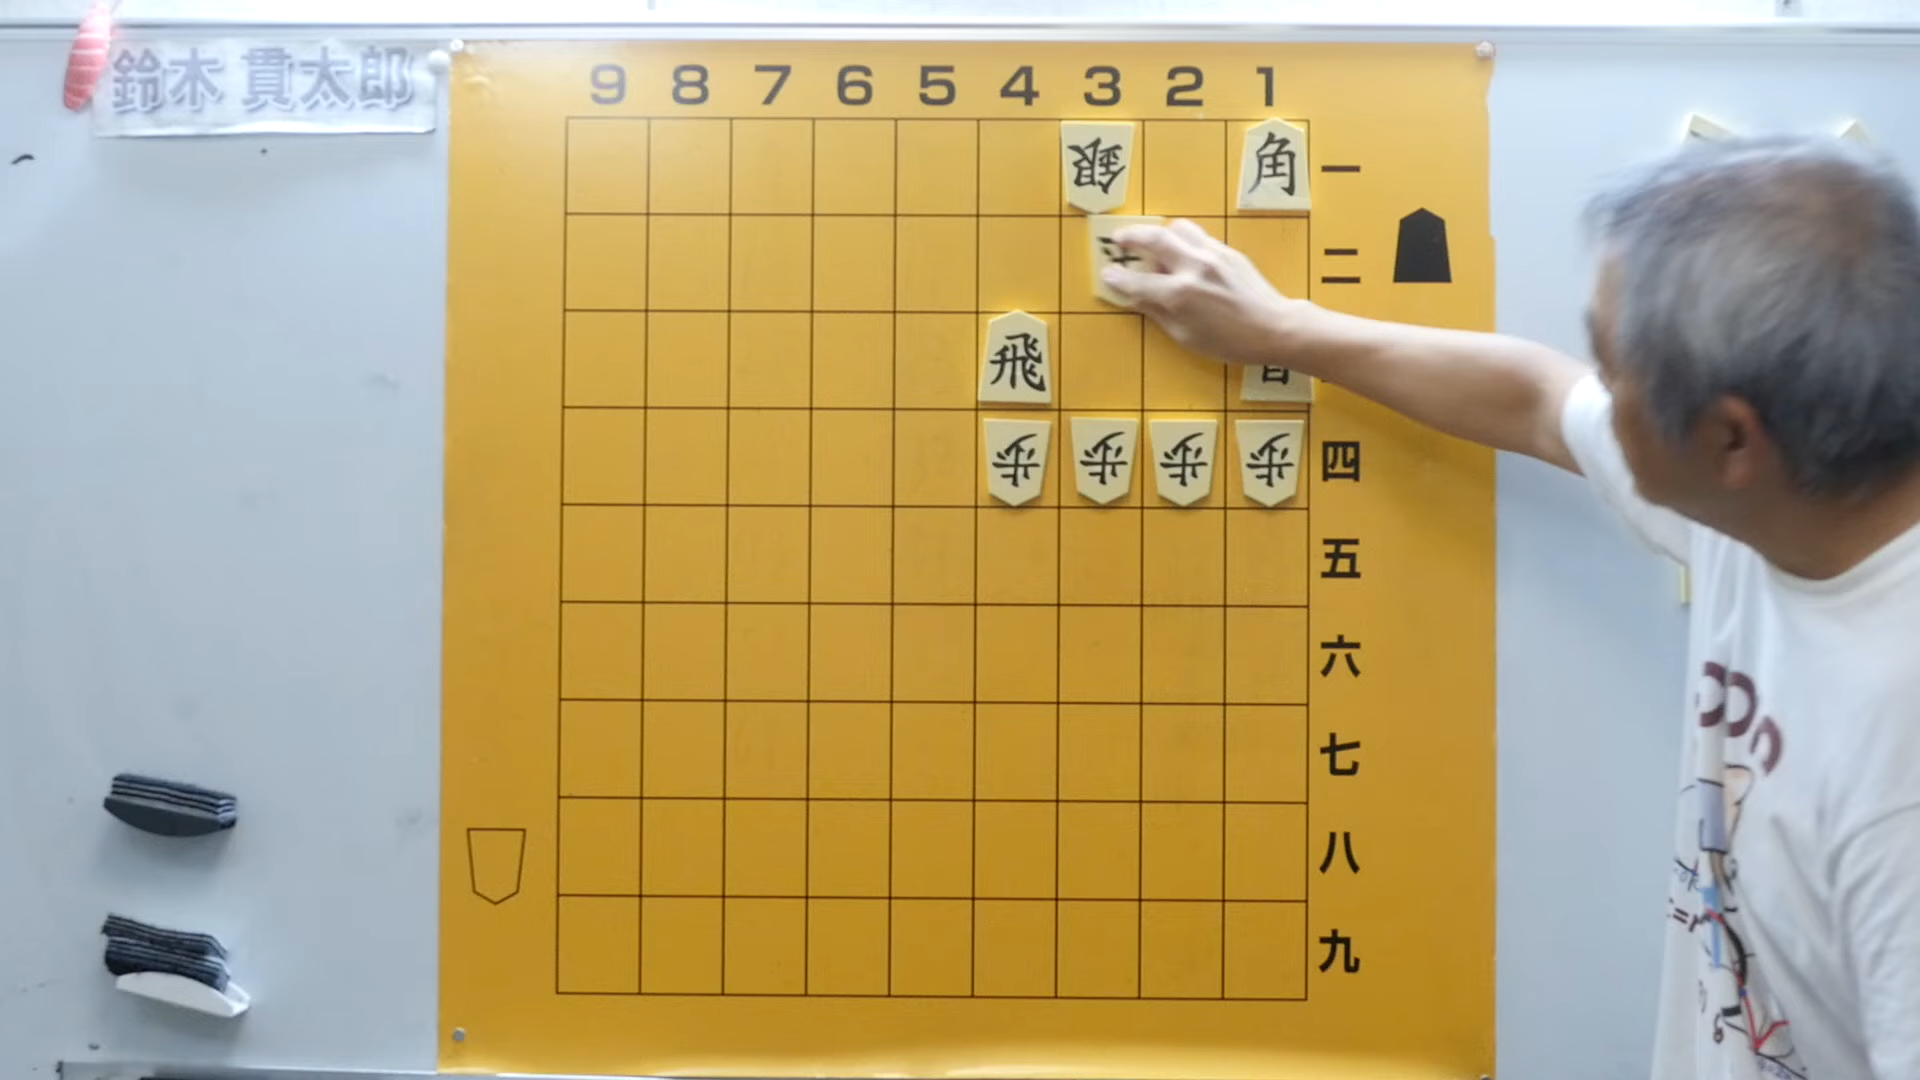 鈴木 貫太郎
9 8 7 6 5 4 3 2 1
銀 角 一
二
飛
歩 歩 歩 歩 四
五
六
七
八
九